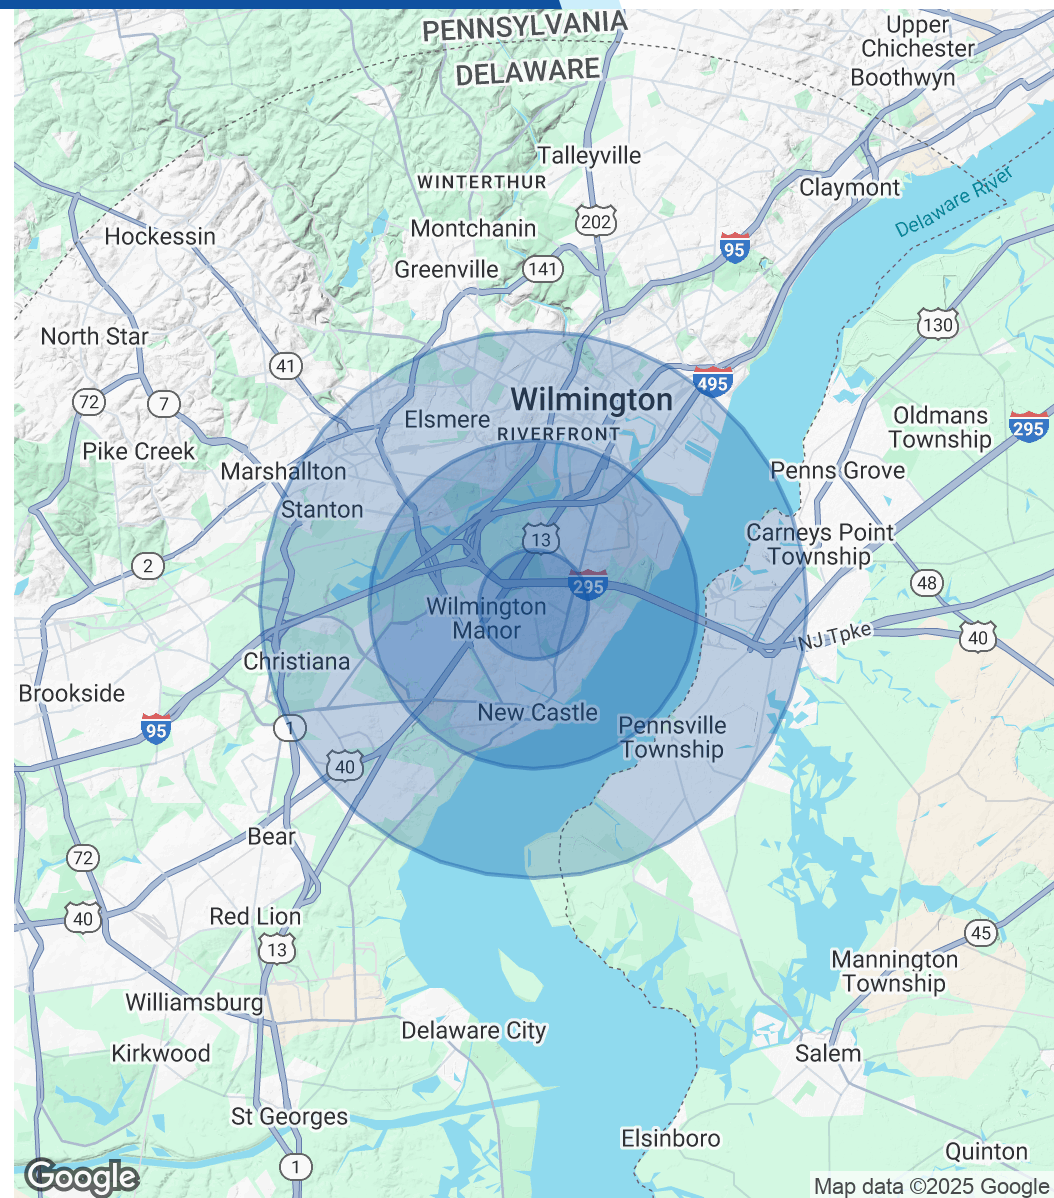 PENNSYLVANIA
DELAWARE
Upper
Chichester
Boothwyn
Talleyville
WINTERTHUR
Claymont
Delaware River
202
Montchanin
Hockessin
95
Greenville
141
130
North Star
41
495
72
7
Wilmington
Elsmere
RIVERFRONT
Oldmans
Township
295
Pike Creek
Marshallton
Penns Grove
Stanton
13
Carneys Point
Township
2
295
48
Wilmington
Manor
NJ Tpke
40
Christiana
Brookside
New Castle
95
1
Pennsville
Township
40
Bear
72
40
Red Lion
13
45
Mannington
Township
Williamsburg
Delaware City
Kirkwood
Salem
St Georges
Elsinboro
Quinton
1
Google
Map data ©2025 Google